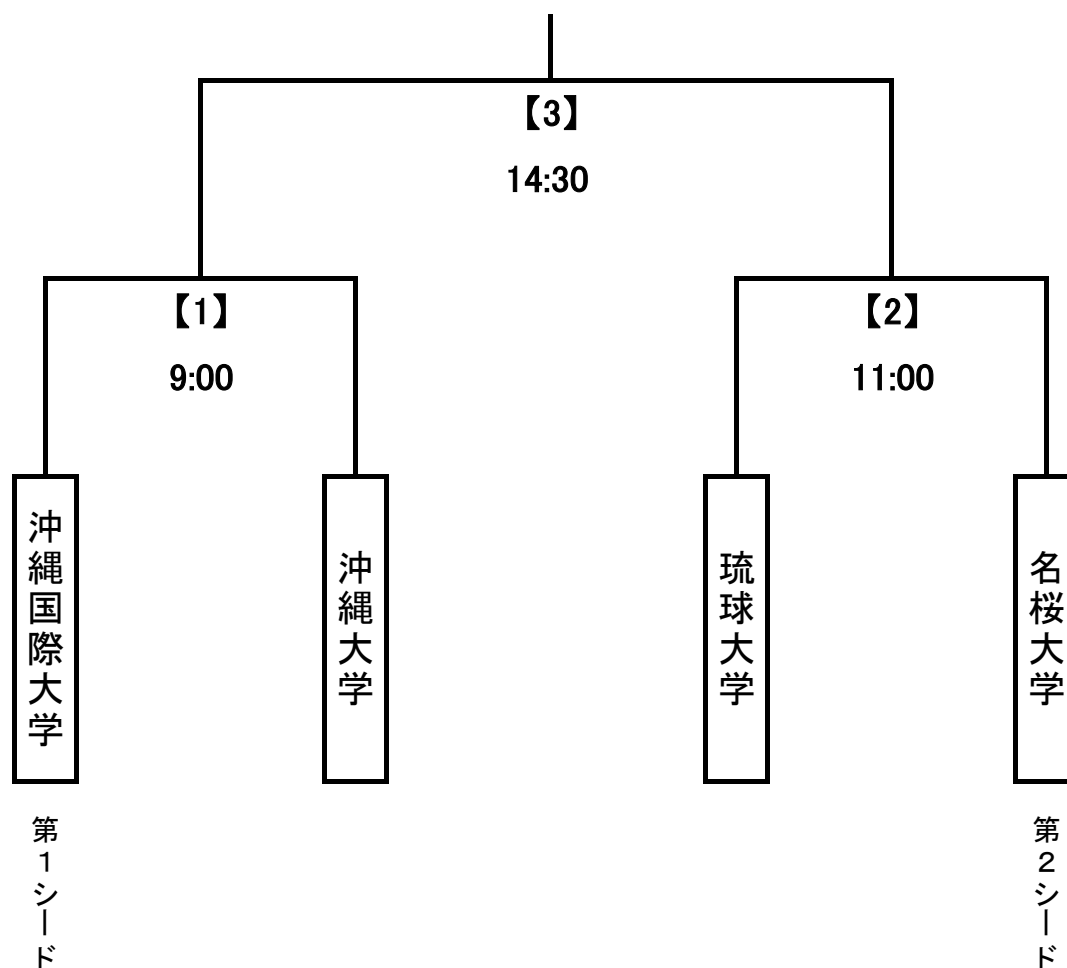 【3】
14:30
【1】
9:00
【2】
11:00
沖縄国際大学
沖縄大学
琉球大学
名桜大学
第1シード
第2シード